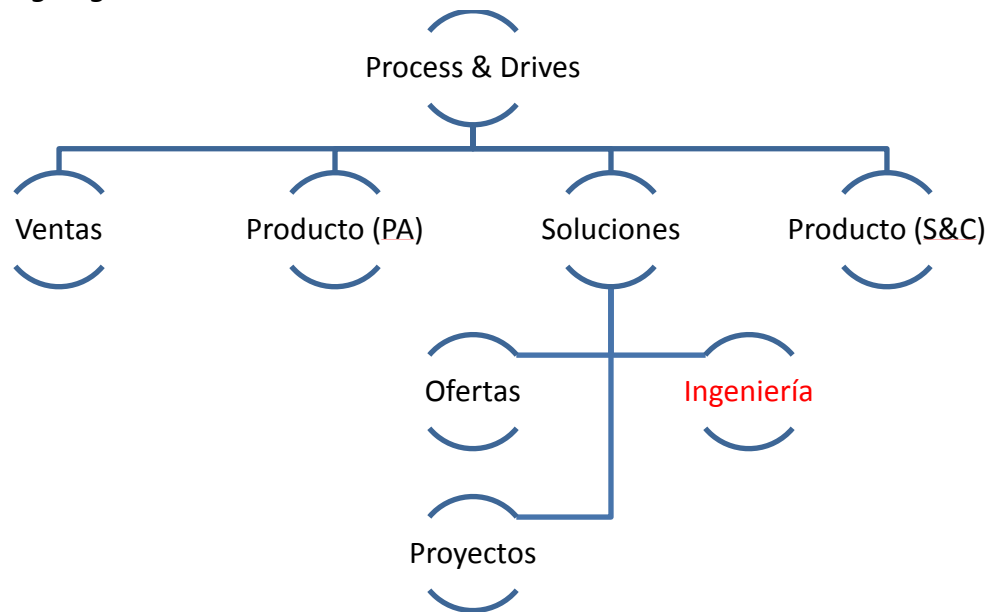 Process & Drives
Ventas
Producto (PA)
Soluciones
Producto (S&C)
Ofertas
Ingeniería
Proyectos